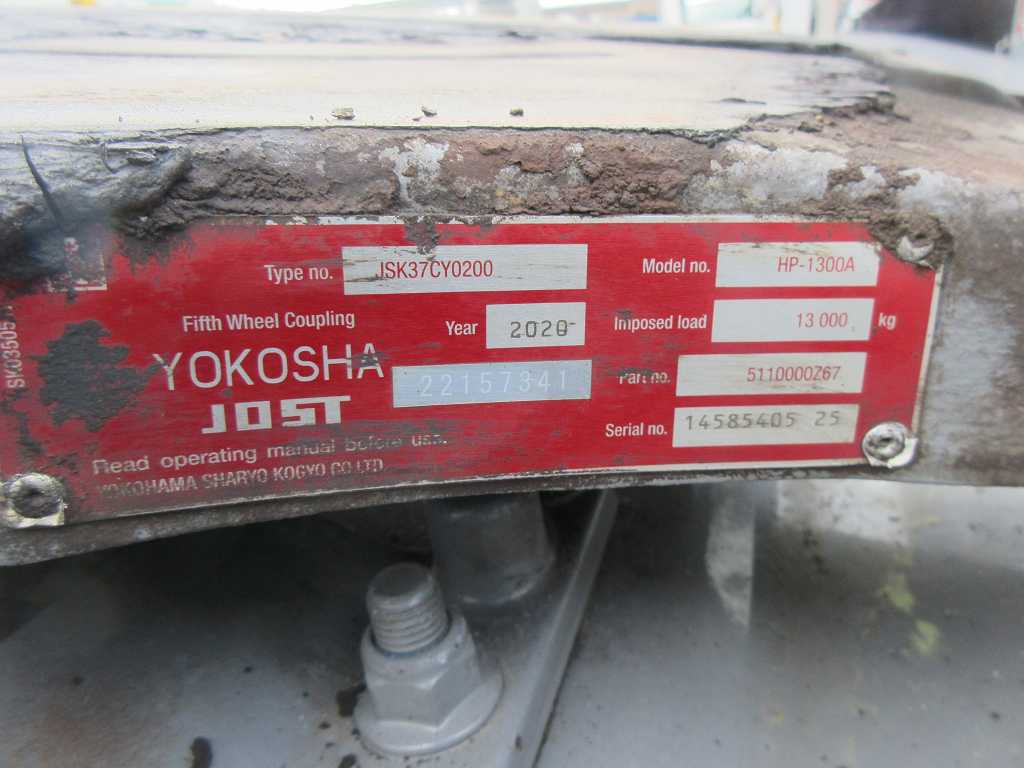 Type no. JSK37CY0200
Model no. HP-1300A
Fifth Wheel Coupling
Year 2020
Imposed load 13 000 kg
YOKOSHA
22157341
Part no. 5110000Z67
JOST
Serial no. 14585405 25
Read operating manual before use.
YOKOHAMA SHARYO KOGYO CO LTD
SK03505